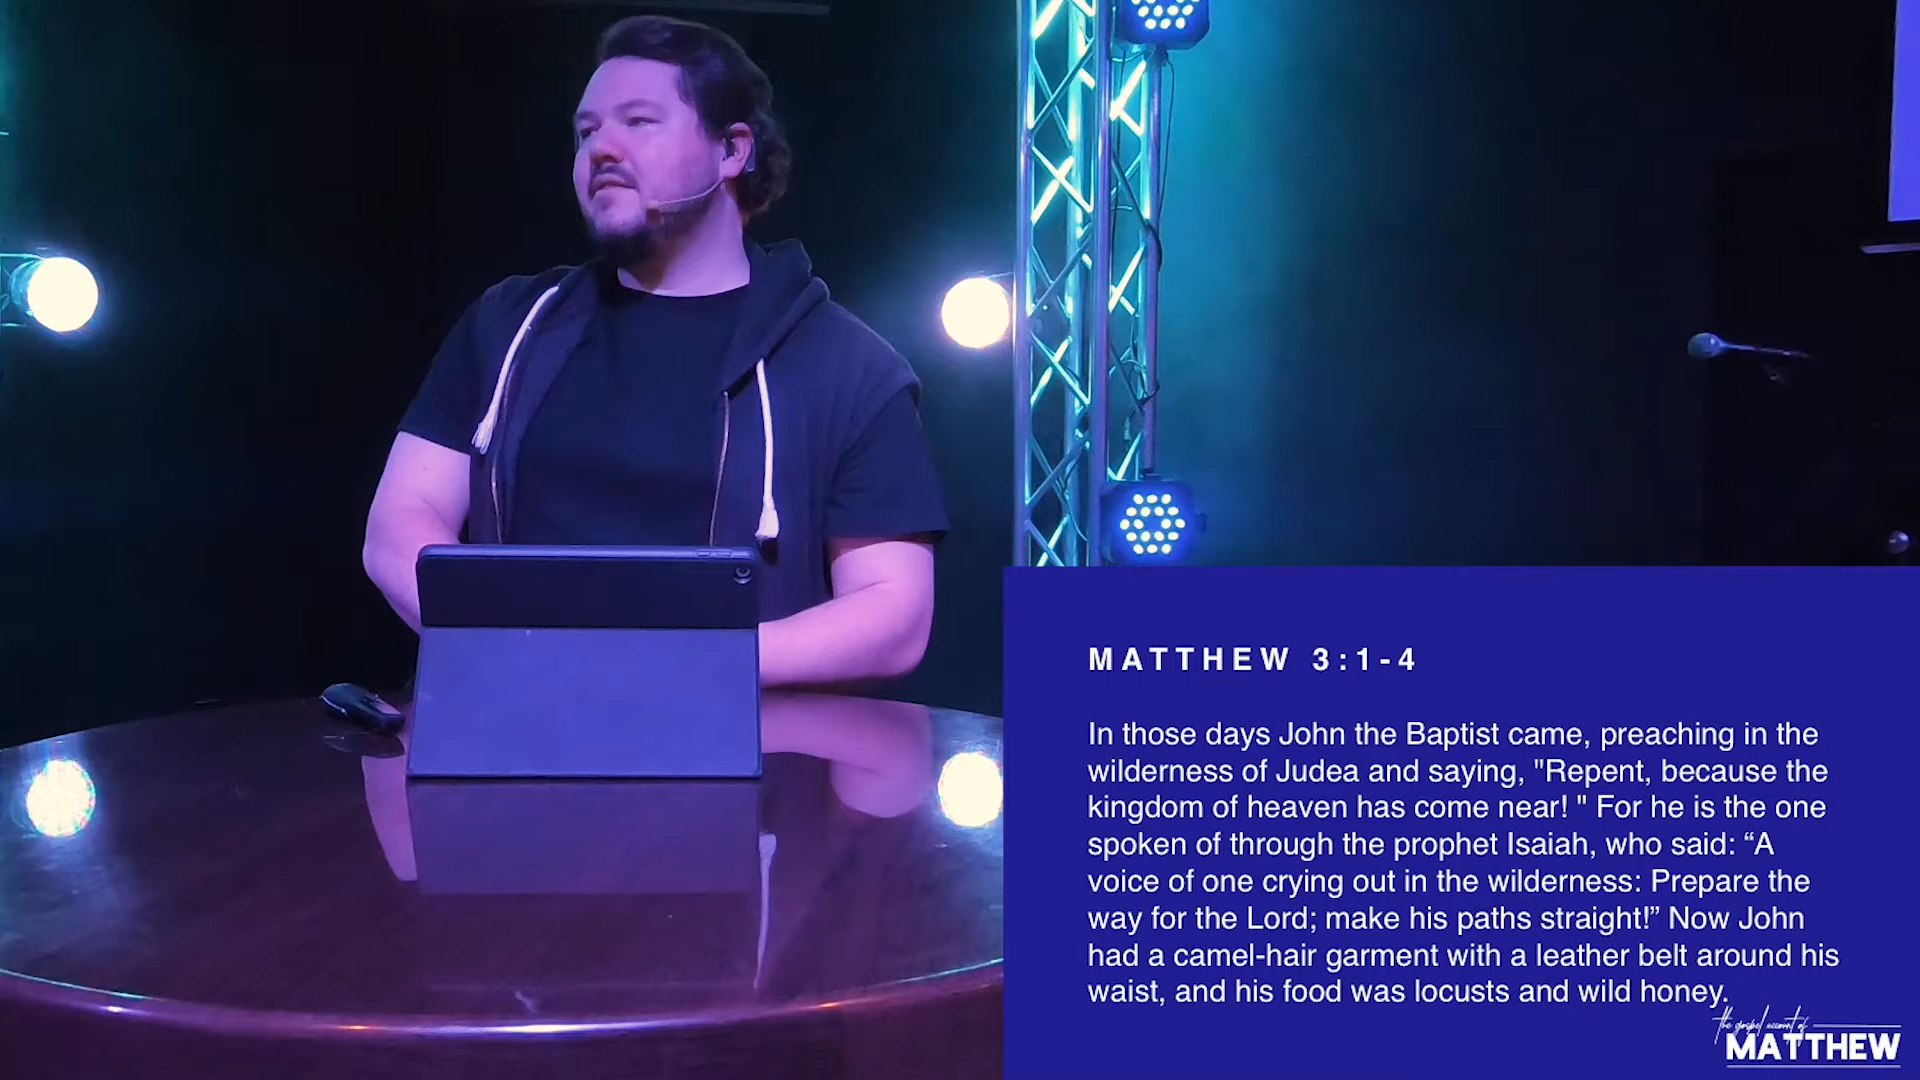 MATTHEW 3:1-4
In those days John the Baptist came, preaching in the
wilderness of Judea and saying, "Repent, because the
kingdom of heaven has come near! " For he is the one
spoken of through the prophet Isaiah, who said: “A
voice of one crying out in the wilderness: Prepare the
way for the Lord; make his paths straight!” Now John
had a camel-hair garment with a leather belt around his
waist, and his food was locusts and wild honey.
the gospel account of
MATTHEW